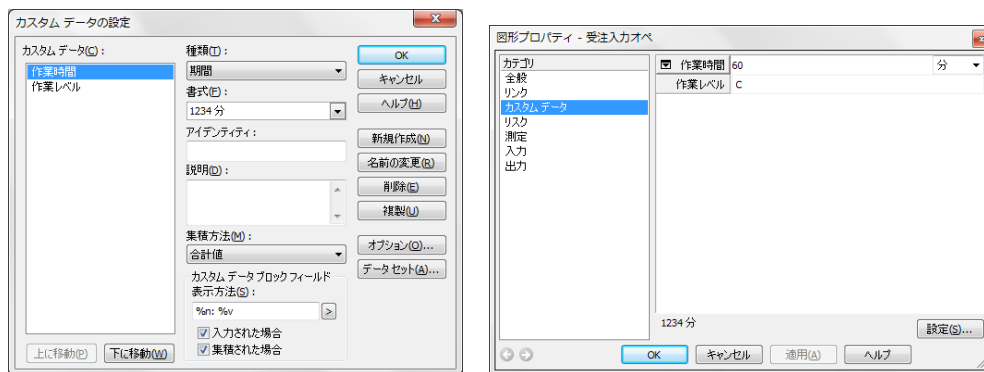 カスタム データの設定
カスタム データ(C) :
作業時間
作業レベル
上に移動(P)
下に移動(W)
種類(T) :
期間
書式(F) :
1234 分
アイデンティティ :
説明(D) :
集積方法(M) :
合計値
カスタム データ ブロック フィールド
表示方法(S) :
%n: %v
>
入力された場合
集積された場合
OK
キャンセル
ヘルプ(H)
新規作成(N)
名前の変更(R)
削除(E)
複製(U)
オプション(O)...
データ セット(A)...
図形プロパティ - 受注入力オペ
カテゴリ
全般
リンク
カスタム データ
リスク
測定
入力
出力
作業時間 60 分
作業レベル C
1234 分
設定(S)...
OK
キャンセル
適用(A)
ヘルプ